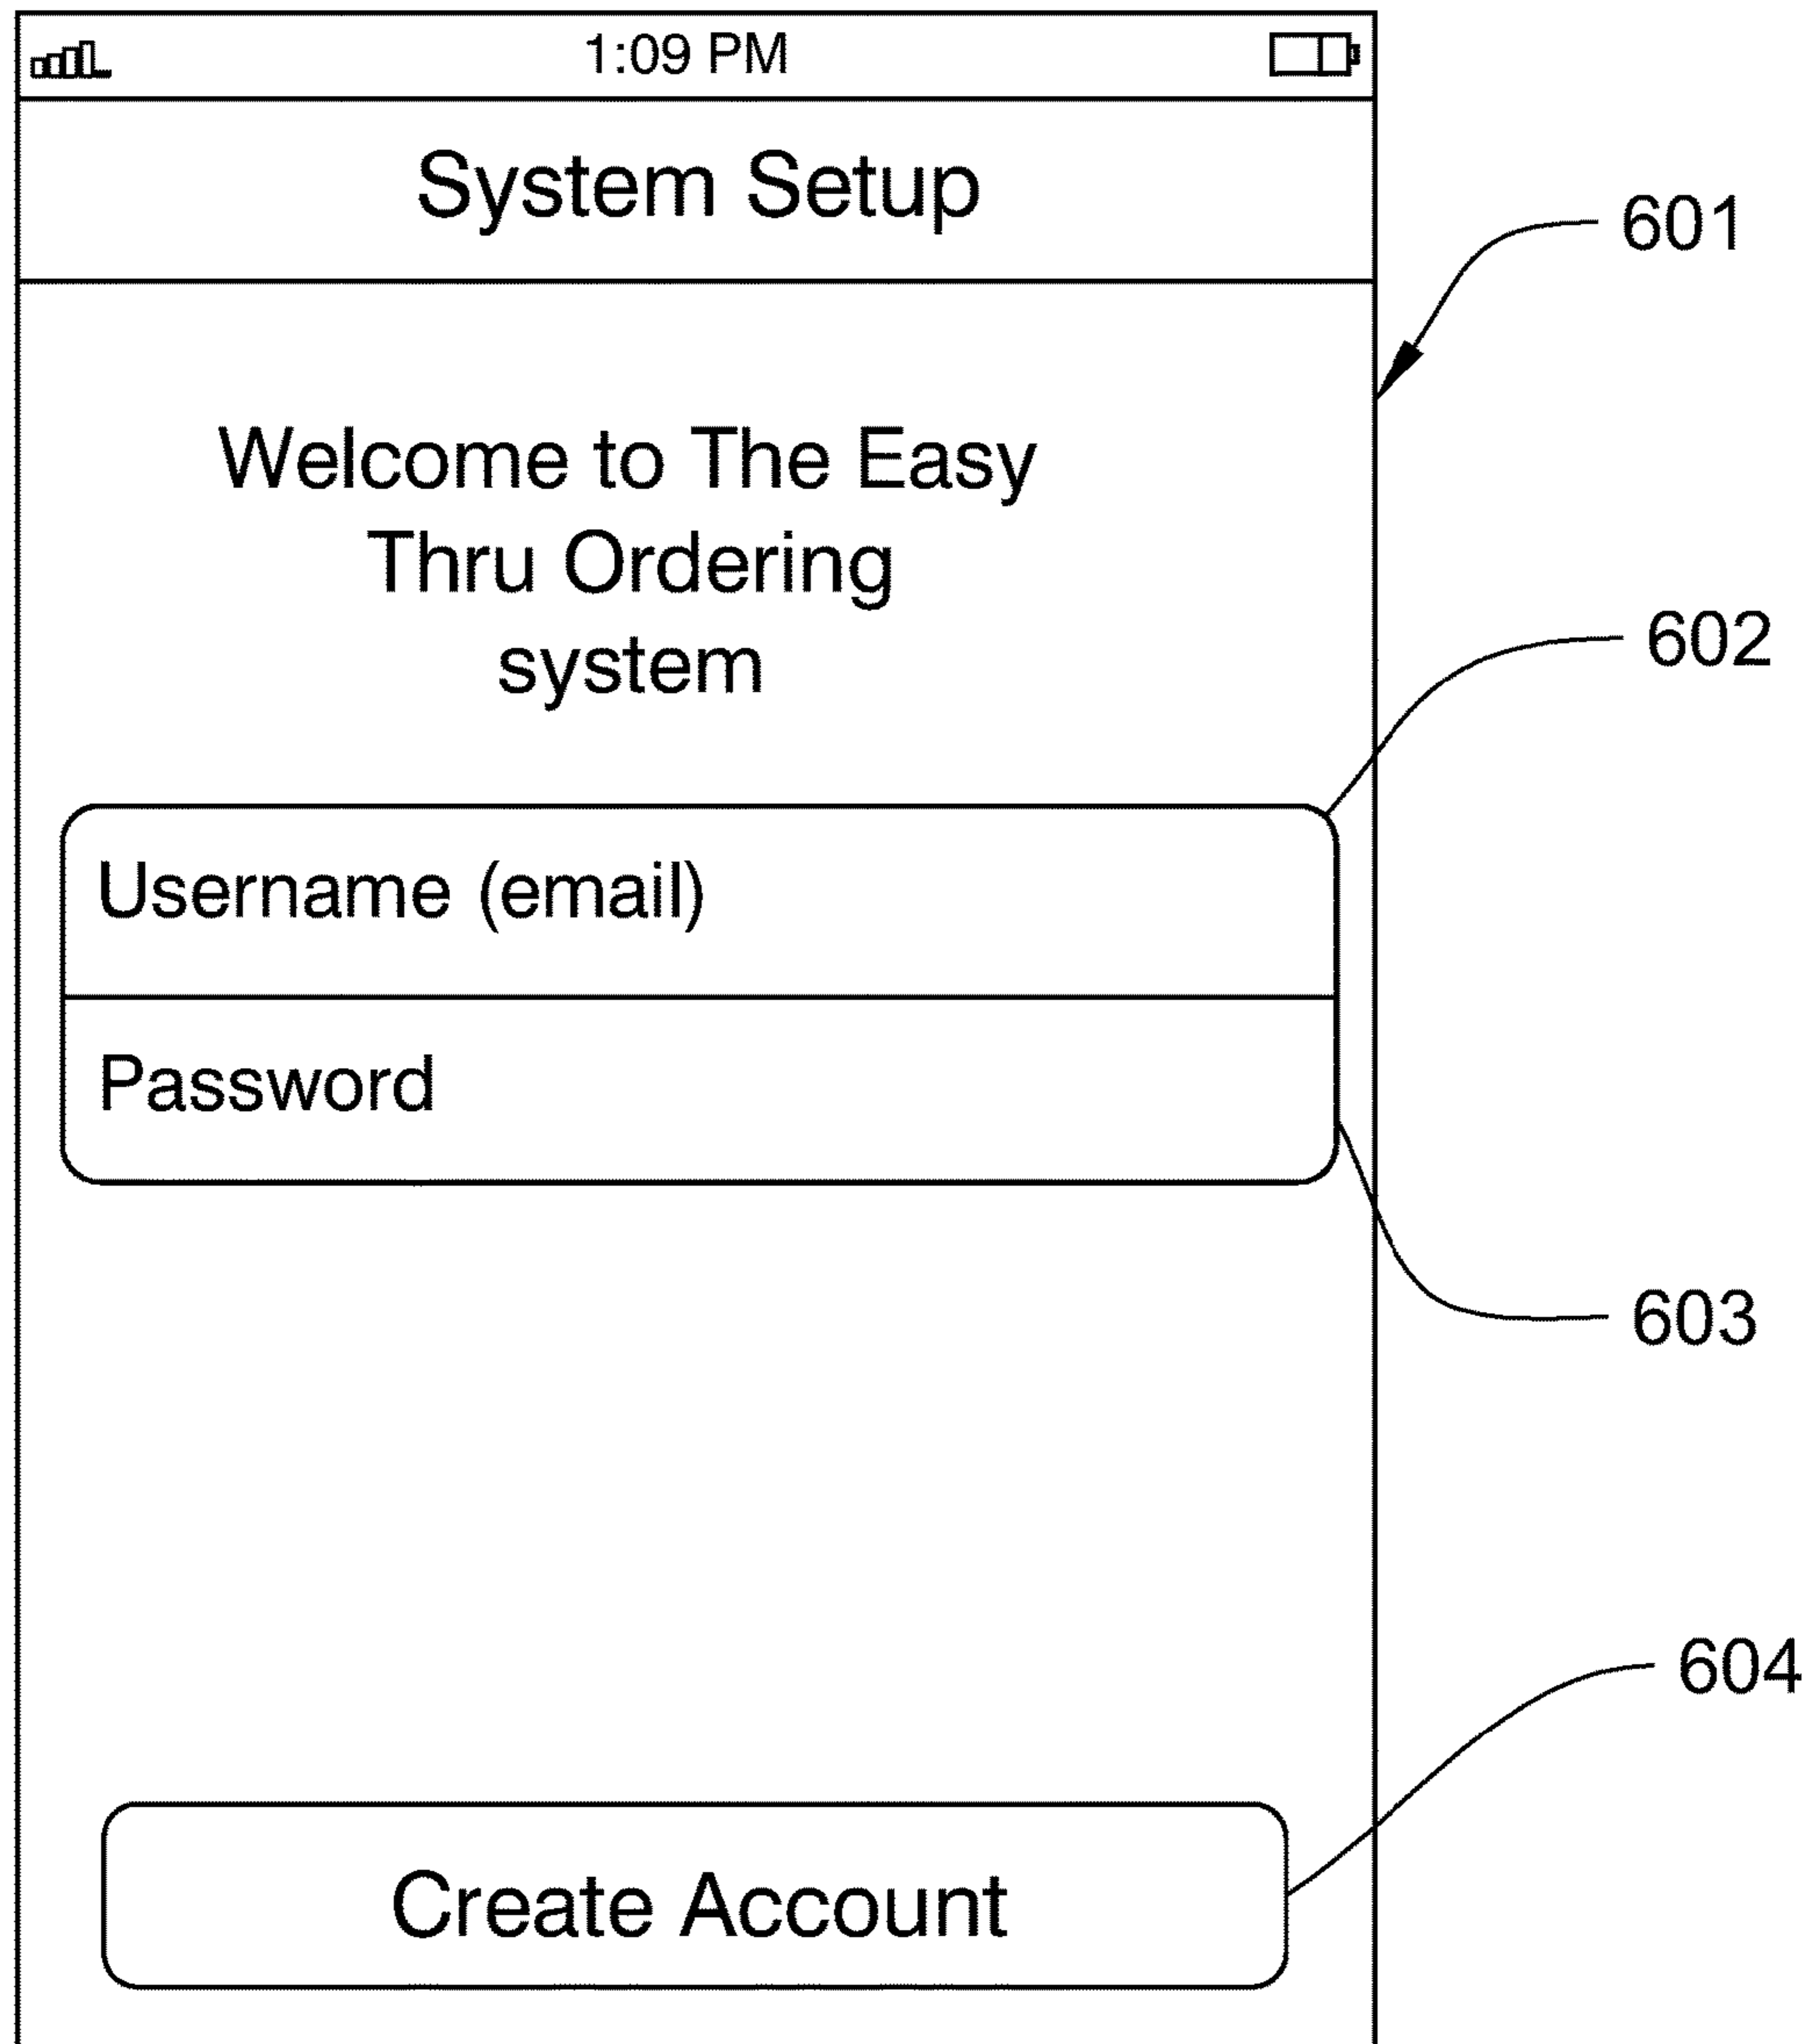 1:09 PM
System Setup
601
Welcome to The Easy
Thru Ordering
system
602
Username (email)
Password
603
604
Create Account